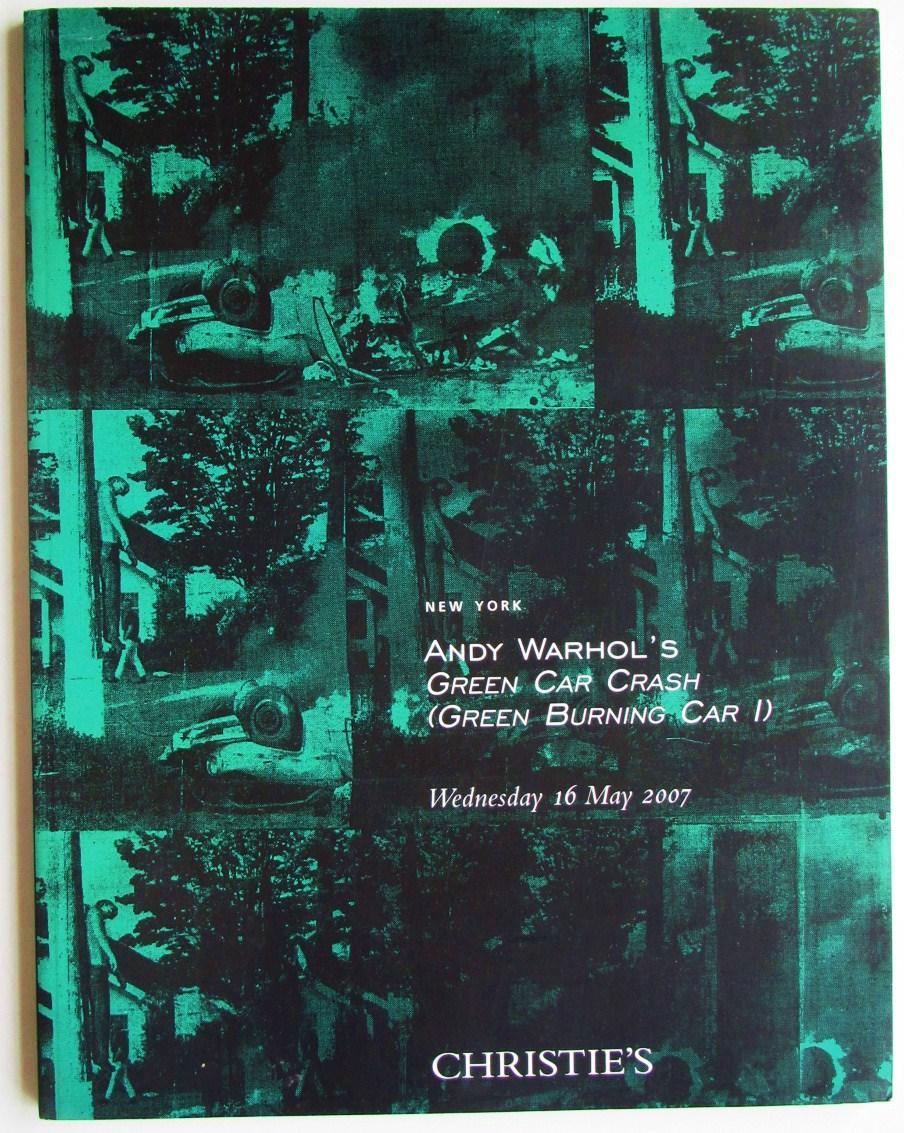 NEW YORK
ANDY WARHOL'S
GREEN CAR CRASH
(GREEN BURNING CAR I)
Wednesday 16 May 2007
CHRISTIE'S